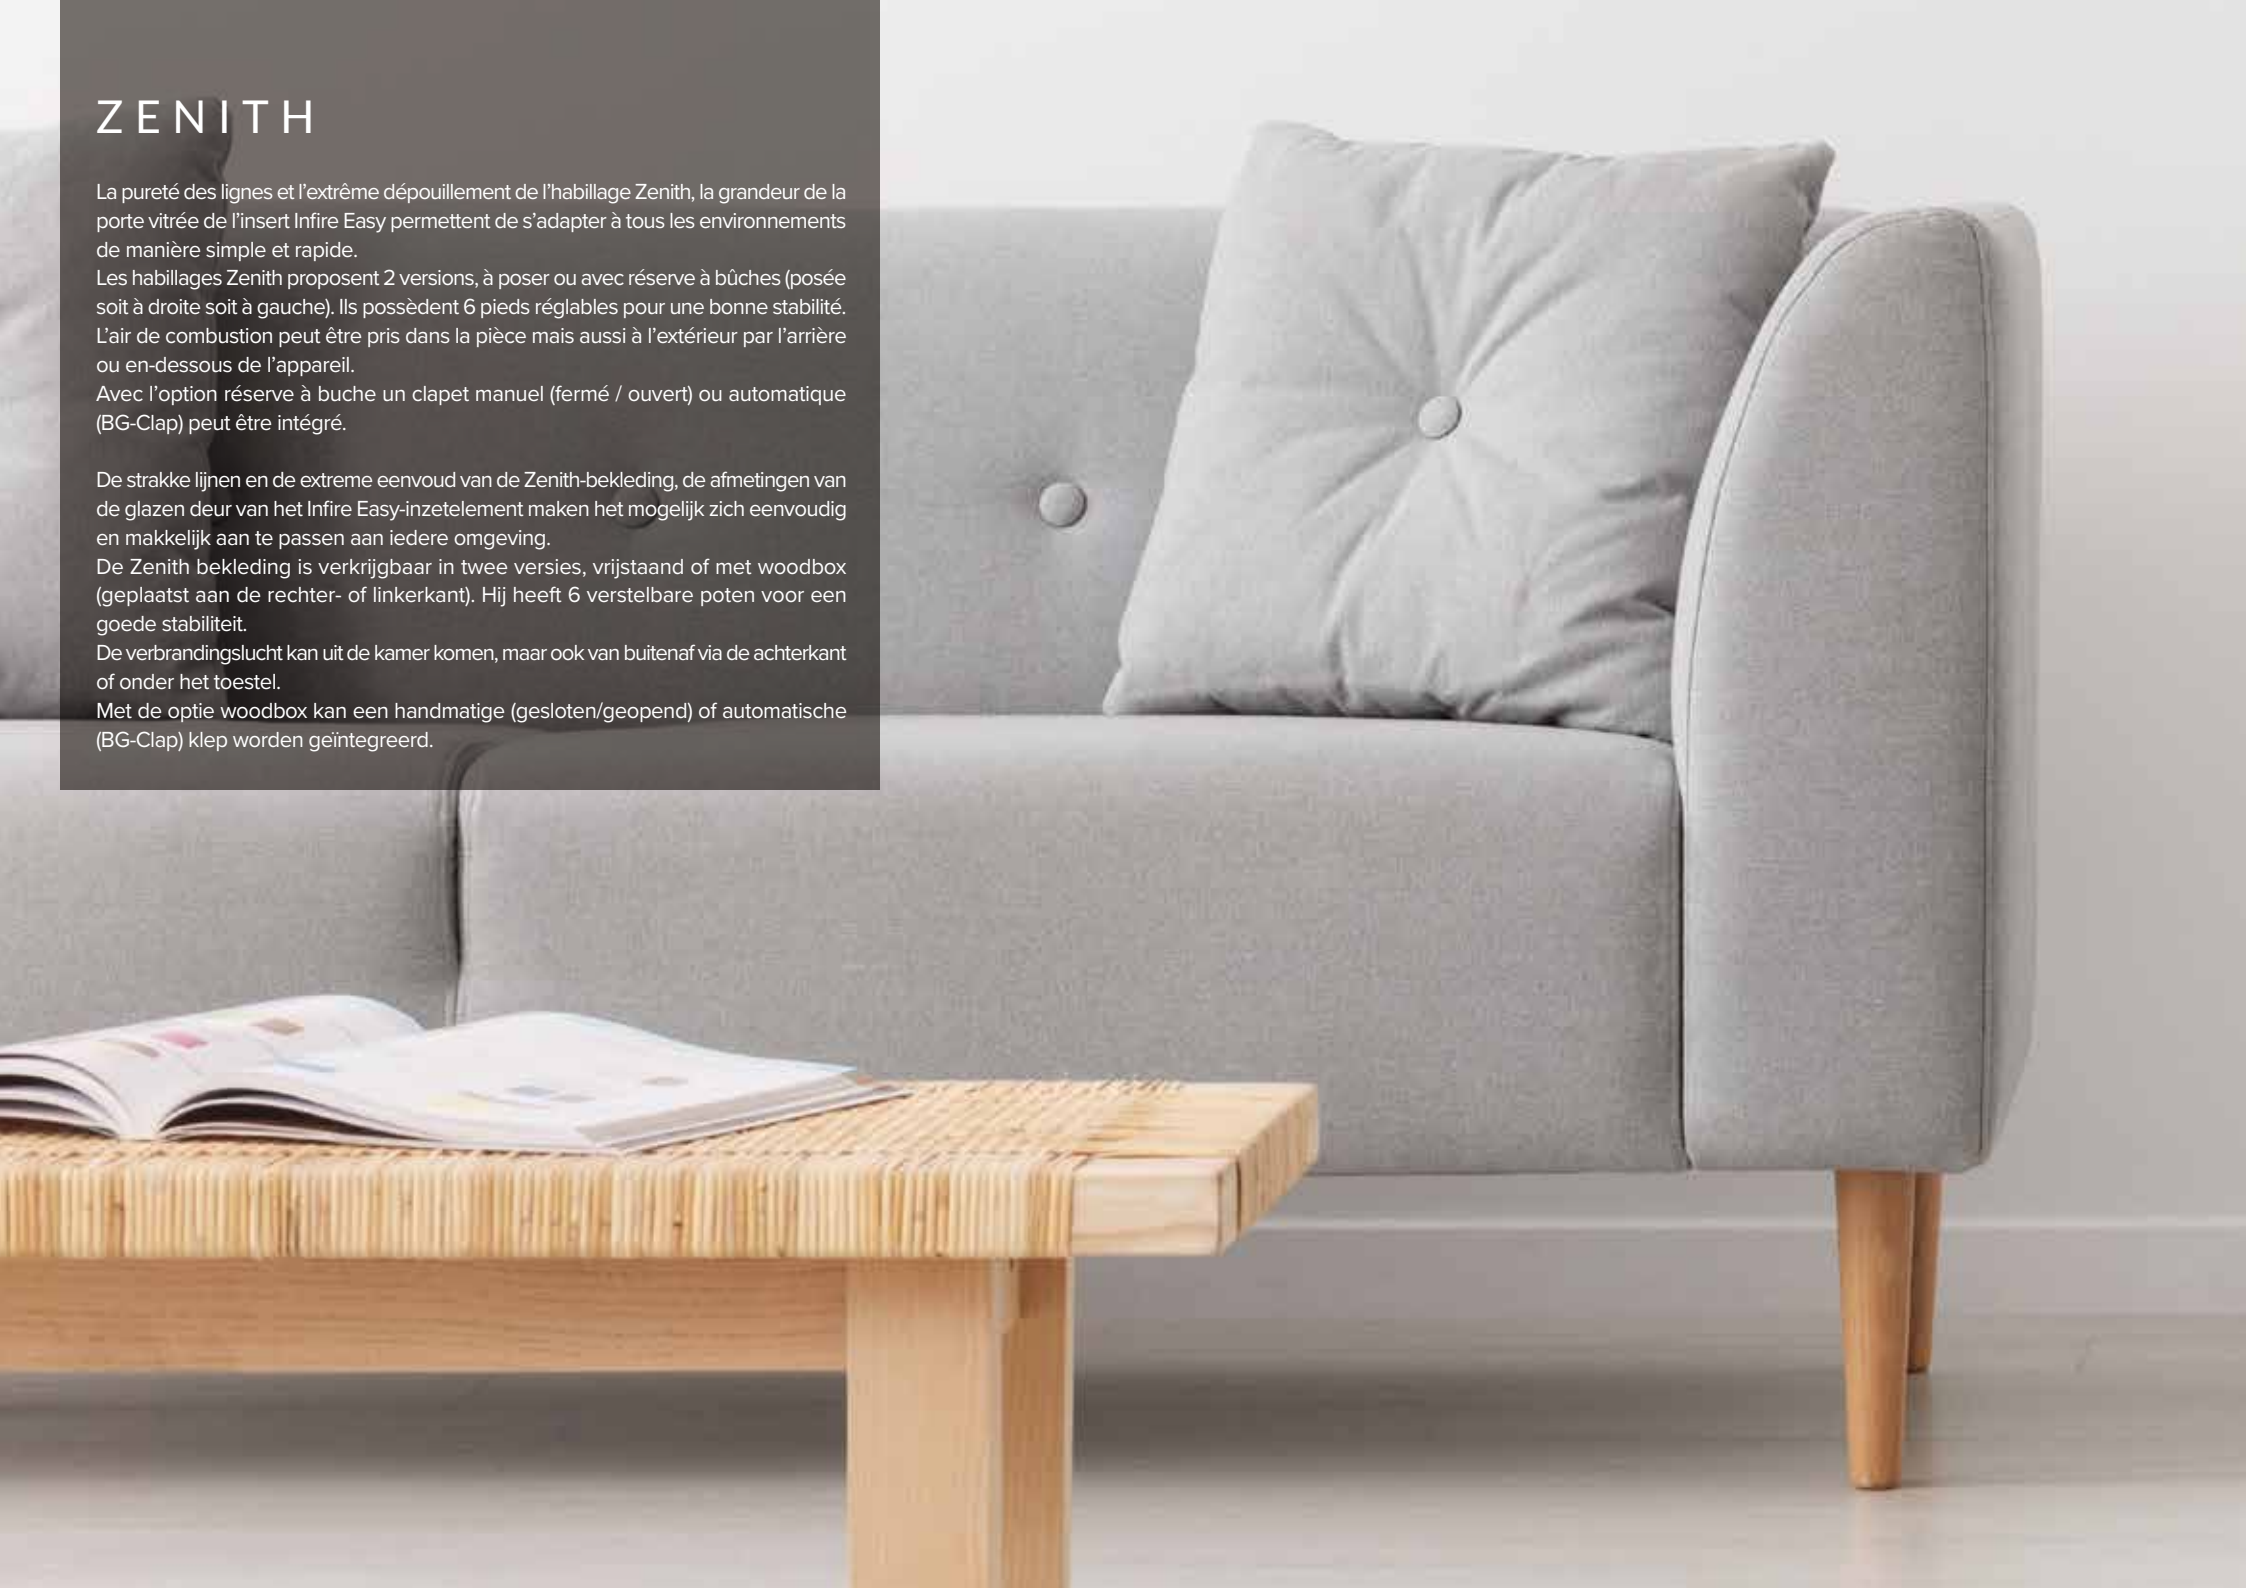 ZENITH
La pureté des lignes et l’extrême dépouillement de l’habillage Zenith, la grandeur de la
porte vitrée de l’insert Infire Easy permettent de s’adapter à tous les environnements
de manière simple et rapide.
Les habillages Zenith proposent 2 versions, à poser ou avec réserve à bûches (posée
soit à droite soit à gauche). Ils possèdent 6 pieds réglables pour une bonne stabilité.
L’air de combustion peut être pris dans la pièce mais aussi à l’extérieur par l’arrière
ou en-dessous de l’appareil.
Avec l’option réserve à buche un clapet manuel (fermé / ouvert) ou automatique
(BG-Clap) peut être intégré.
De strakke lijnen en de extreme eenvoud van de Zenith-bekleding, de afmetingen van
de glazen deur van het Infire Easy-inzetelement maken het mogelijk zich eenvoudig
en makkelijk aan te passen aan iedere omgeving.
De Zenith bekleding is verkrijgbaar in twee versies, vrijstaand of met woodbox
(geplaatst aan de rechter- of linkerkant). Hij heeft 6 verstelbare poten voor een
goede stabiliteit.
De verbrandingslucht kan uit de kamer komen, maar ook van buitenaf via de achterkant
of onder het toestel.
Met de optie woodbox kan een handmatige (gesloten/geopend) of automatische
(BG-Clap) klep worden geïntegreerd.